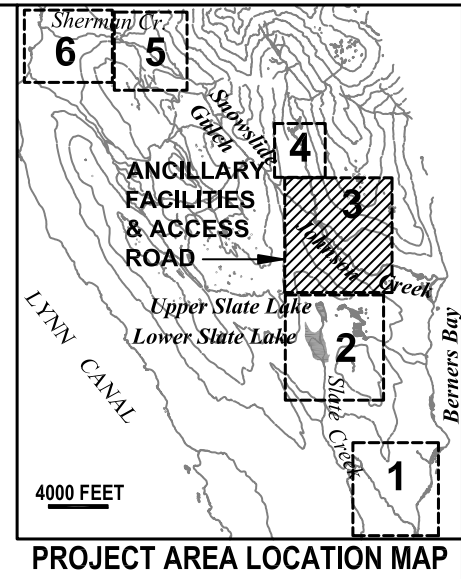 Sherman Cr.
6
5
Snowslide
Gulch
4
ANCILLARY
FACILITIES
& ACCESS
ROAD
3
Johnson Creek
Upper Slate Lake
Lower Slate Lake
2
LYNN CANAL
Berners Bay
Slate Creek
1
4000 FEET
PROJECT AREA LOCATION MAP